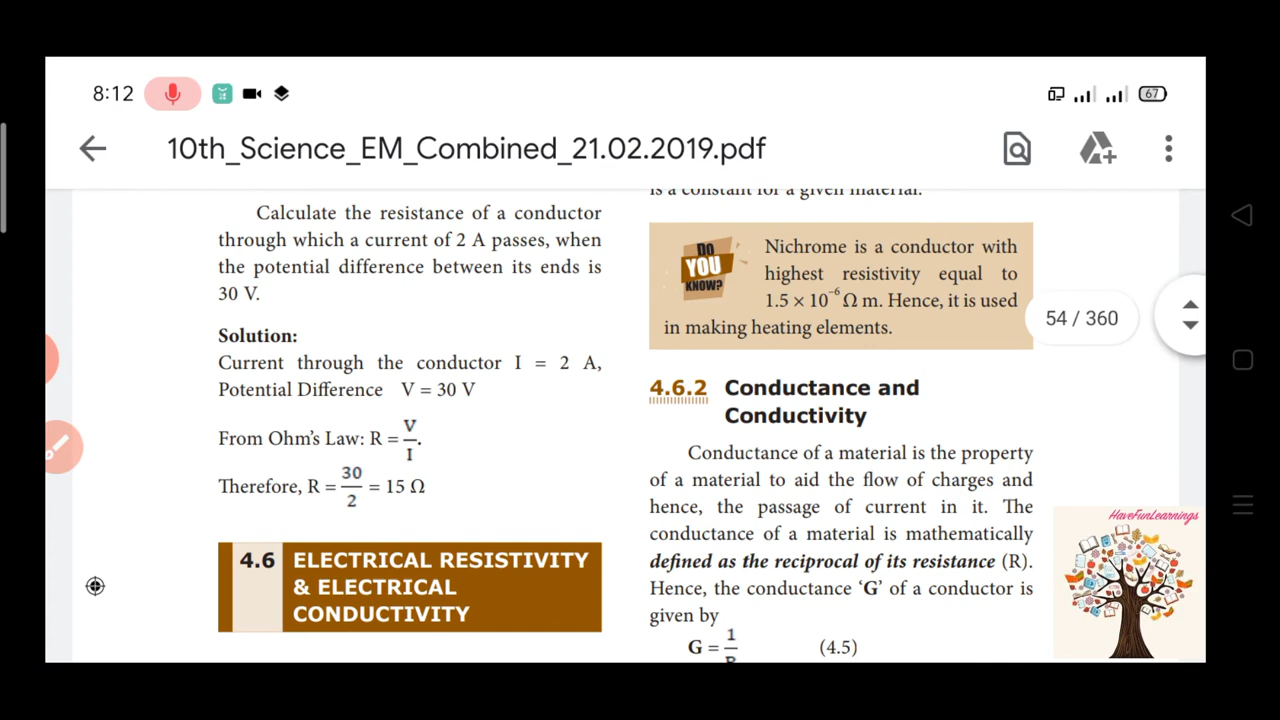 8:12
67
10th_Science_EM_Combined_21.02.2019.pdf
Calculate the resistance of a conductor
through which a current of 2 A passes, when
the potential difference between its ends is
30 V.
Solution:
Current through the conductor I = 2 A,
Potential Difference V = 30 V
From Ohm's Law: R = V/I.
Therefore, R = 30/2 = 15 Ω
4.6 ELECTRICAL RESISTIVITY
& ELECTRICAL
CONDUCTIVITY
is a constant for a given material.
DO
YOU
KNOW?
Nichrome is a conductor with
highest resistivity equal to
1.5 × 10⁻⁶ Ω m. Hence, it is used
in making heating elements.
54 / 360
4.6.2 Conductance and
Conductivity
Conductance of a material is the property
of a material to aid the flow of charges and
hence, the passage of current in it. The
conductance of a material is mathematically
defined as the reciprocal of its resistance (R).
Hence, the conductance 'G' of a conductor is
given by
G = 1/R (4.5)
HaveFunLearnings